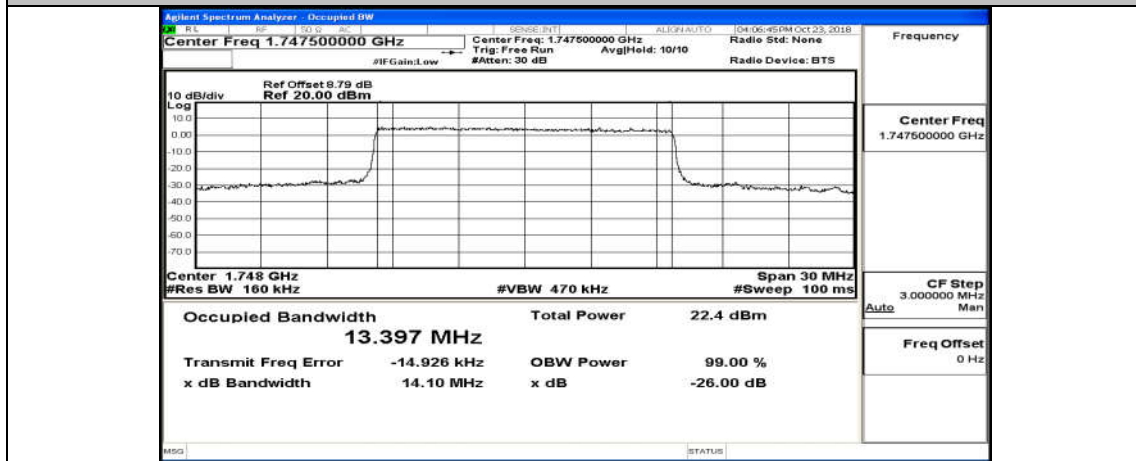 Agilent Spectrum Analyzer - Occupied BW
RL RF 50 Ω AC SENSE:INT ALIGN AUTO 04:06:45 PM Oct 23, 2018
Center Freq 1.747500000 GHz Center Freq: 1.747500000 GHz Radio Std: None Frequency
Trig: Free Run Avg|Hold: 10/10
#IFGain:Low #Atten: 30 dB Radio Device: BTS
Ref Offset 8.79 dB
10 dB/div Ref 20.00 dBm
Log
10.0
0.00
-10.0
-20.0
-30.0
-40.0
-50.0
-60.0
-70.0
Center Freq
1.747500000 GHz
Center 1.748 GHz Span 30 MHz
#Res BW 160 kHz #VBW 470 kHz #Sweep 100 ms
CF Step
3.000000 MHz
Auto Man
Occupied Bandwidth Total Power 22.4 dBm
13.397 MHz
Transmit Freq Error -14.926 kHz OBW Power 99.00 %
x dB Bandwidth 14.10 MHz x dB -26.00 dB
Freq Offset
0 Hz
MSG STATUS